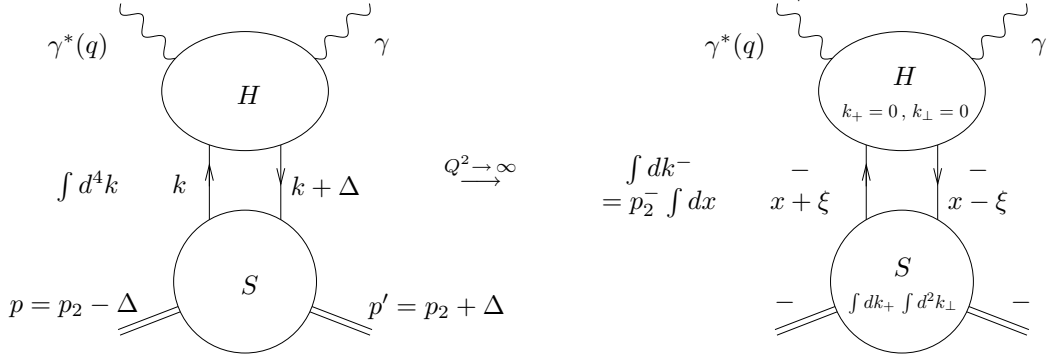 γ*(q) γ
H
∫ d⁴k k k + Δ
S
p = p₂ − Δ p′ = p₂ + Δ
Q² → ∞
⟶
γ*(q) γ
H
k₊ = 0 , k⊥ = 0
∫ dk⁻ − −
= p₂⁻ ∫ dx x + ξ x − ξ
S
− ∫ dk₊ ∫ d²k⊥ −